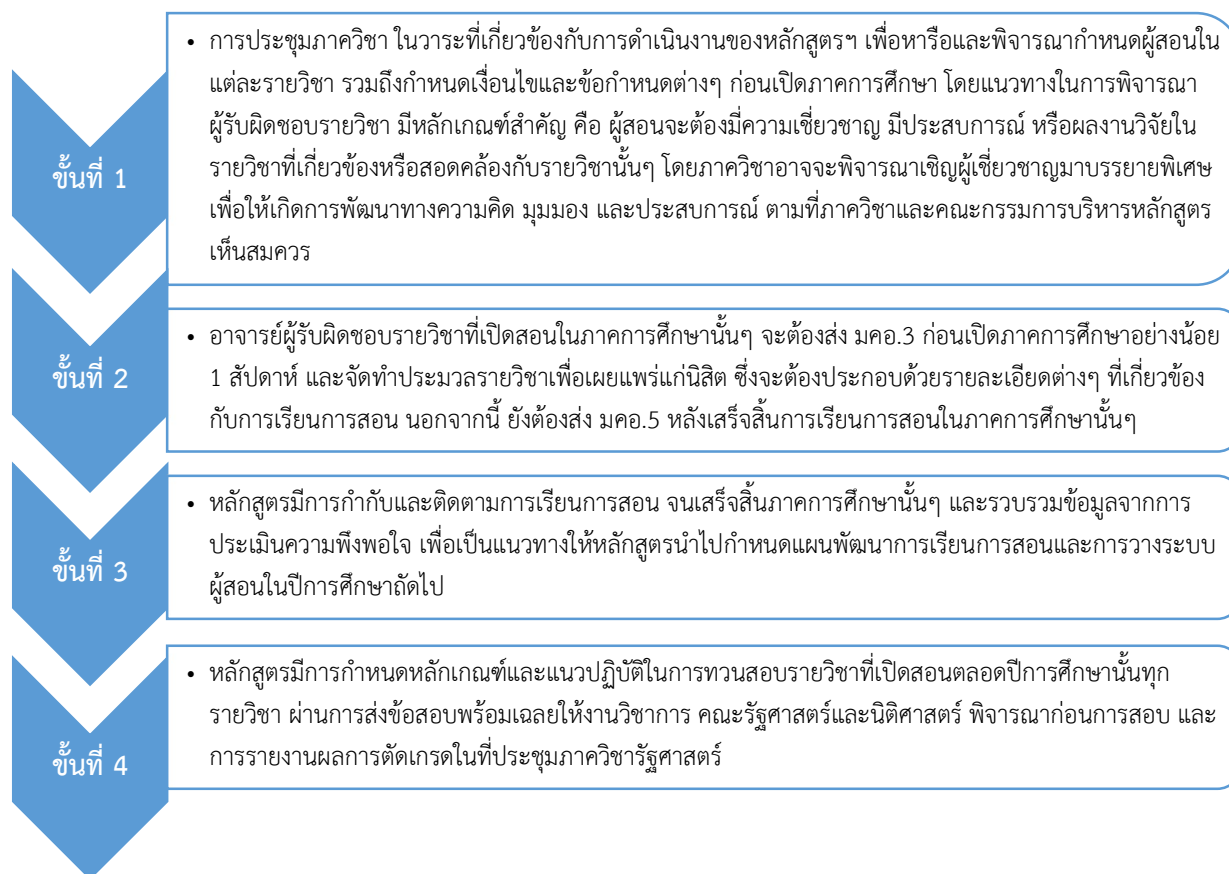 ขั้นที่ 1
• การประชุมภาควิชา ในวาระที่เกี่ยวข้องกับการดำเนินงานของหลักสูตรฯ เพื่อหารือและพิจารณากำหนดผู้สอนใน
แต่ละรายวิชา รวมถึงกำหนดเงื่อนไขและข้อกำหนดต่างๆ ก่อนเปิดภาคการศึกษา โดยแนวทางในการพิจารณา
ผู้รับผิดชอบรายวิชา มีหลักเกณฑ์สำคัญ คือ ผู้สอนจะต้องมี่ความเชี่ยวชาญ มีประสบการณ์ หรือผลงานวิจัยใน
รายวิชาที่เกี่ยวข้องหรือสอดคล้องกับรายวิชานั้นๆ โดยภาควิชาอาจจะพิจารณาเชิญผู้เชี่ยวชาญมาบรรยายพิเศษ
เพื่อให้เกิดการพัฒนาทางความคิด มุมมอง และประสบการณ์ ตามที่ภาควิชาและคณะกรรมการบริหารหลักสูตร
เห็นสมควร
ขั้นที่ 2
• อาจารย์ผู้รับผิดชอบรายวิชาที่เปิดสอนในภาคการศึกษานั้นๆ จะต้องส่ง มคอ.3 ก่อนเปิดภาคการศึกษาอย่างน้อย
1 สัปดาห์ และจัดทำประมวลรายวิชาเพื่อเผยแพร่แก่นิสิต ซึ่งจะต้องประกอบด้วยรายละเอียดต่างๆ ที่เกี่ยวข้อง
กับการเรียนการสอน นอกจากนี้ ยังต้องส่ง มคอ.5 หลังเสร็จสิ้นการเรียนการสอนในภาคการศึกษานั้นๆ
ขั้นที่ 3
• หลักสูตรมีการกำกับและติดตามการเรียนการสอน จนเสร็จสิ้นภาคการศึกษานั้นๆ และรวบรวมข้อมูลจากการ
ประเมินความพึงพอใจ เพื่อเป็นแนวทางให้หลักสูตรนำไปกำหนดแผนพัฒนาการเรียนการสอนและการวางระบบ
ผู้สอนในปีการศึกษาถัดไป
ขั้นที่ 4
• หลักสูตรมีการกำหนดหลักเกณฑ์และแนวปฏิบัติในการทวนสอบรายวิชาที่เปิดสอนตลอดปีการศึกษานั้นทุก
รายวิชา ผ่านการส่งข้อสอบพร้อมเฉลยให้งานวิชาการ คณะรัฐศาสตร์และนิติศาสตร์ พิจารณาก่อนการสอบ และ
การรายงานผลการตัดเกรดในที่ประชุมภาควิชารัฐศาสตร์